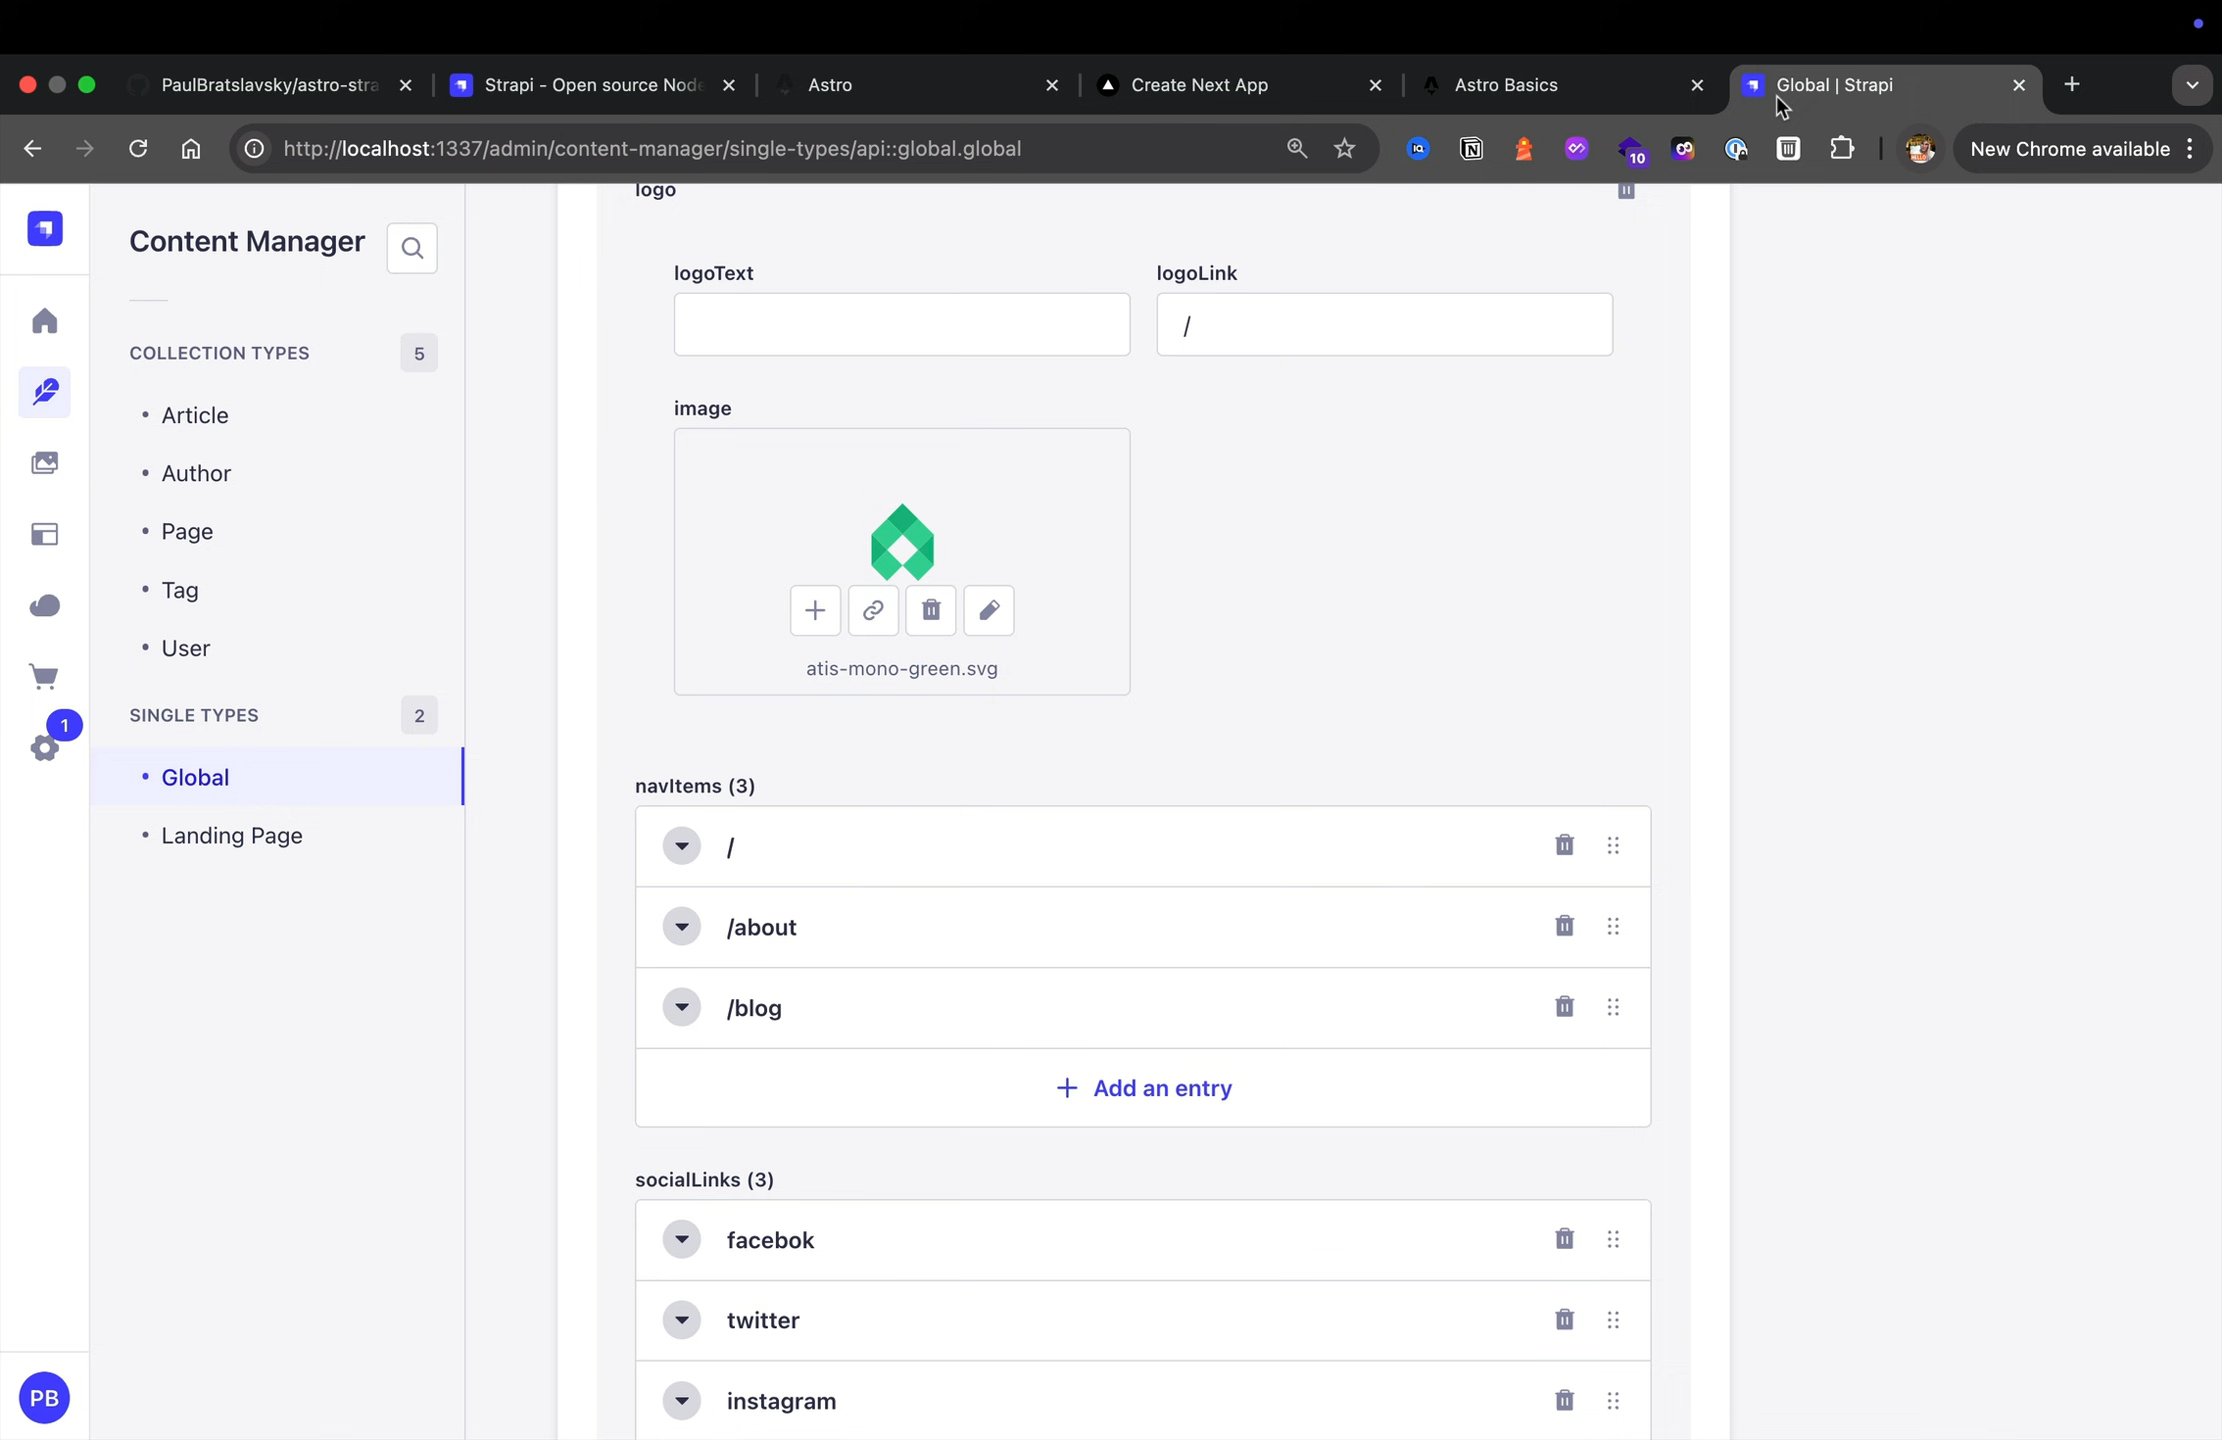 PaulBratslavsky/astro-stra
Strapi - Open source Node
Astro
Create Next App
Astro Basics
Global | Strapi
http://localhost:1337/admin/content-manager/single-types/api::global.global
10
New Chrome available
Content Manager
COLLECTION TYPES
5
Article
Author
Page
Tag
User
SINGLE TYPES
2
1
Global
Landing Page
PB
logo
logoText
logoLink
/
image
atis-mono-green.svg
navItems (3)
/
/about
/blog
Add an entry
socialLinks (3)
facebok
twitter
instagram